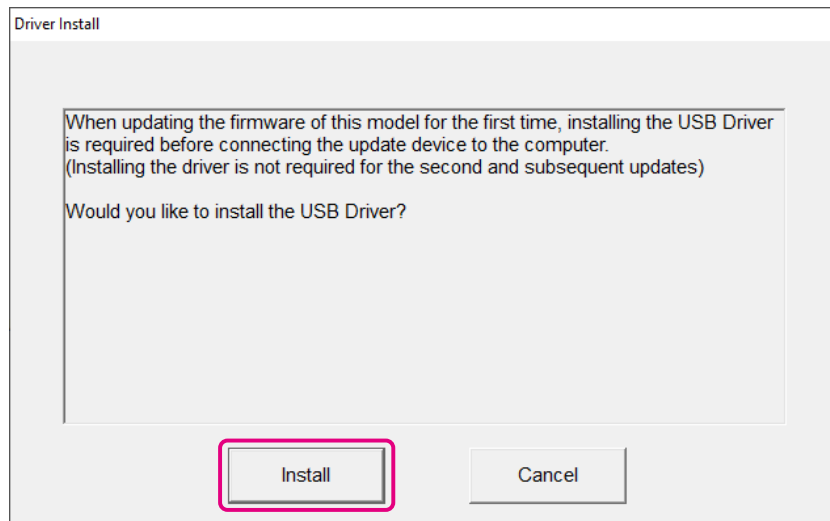 Driver Install
When updating the firmware of this model for the first time, installing the USB Driver
is required before connecting the update device to the computer.
(Installing the driver is not required for the second and subsequent updates)
Would you like to install the USB Driver?
Install
Cancel